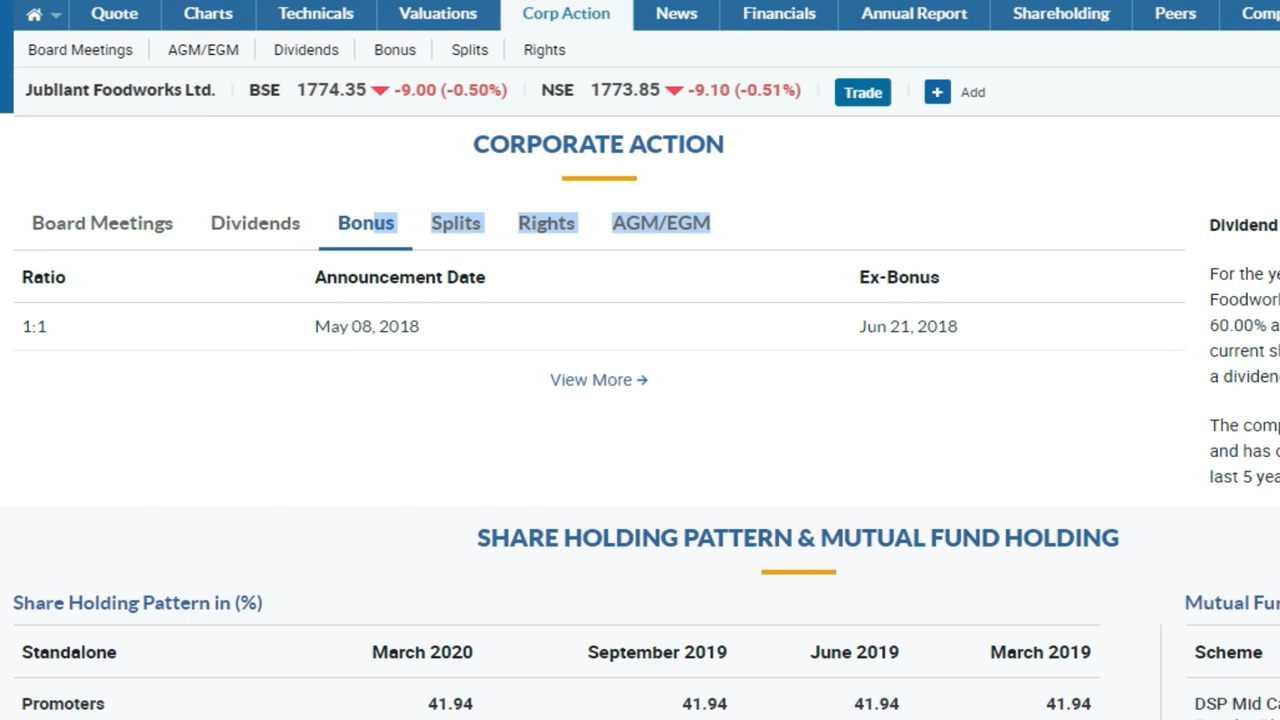 Quote Charts Technicals Valuations Corp Action News Financials Annual Report Shareholding Peers
Board Meetings AGM/EGM Dividends Bonus Splits Rights
Jubilant Foodworks Ltd. BSE 1774.35 -9.00 (-0.50%) NSE 1773.85 -9.10 (-0.51%) Trade + Add
CORPORATE ACTION
Board Meetings Dividends Bonus Splits Rights AGM/EGM
Ratio Announcement Date Ex-Bonus
1:1 May 08, 2018 Jun 21, 2018
View More →
Dividend
For the
60.00%
current
a
The
and has
last 5
SHARE HOLDING PATTERN & MUTUAL FUND HOLDING
Share Holding Pattern in (%)
Standalone March 2020 September 2019 June 2019 March 2019
Promoters 41.94 41.94 41.94 41.94
Mutual
Scheme
DSP Mid